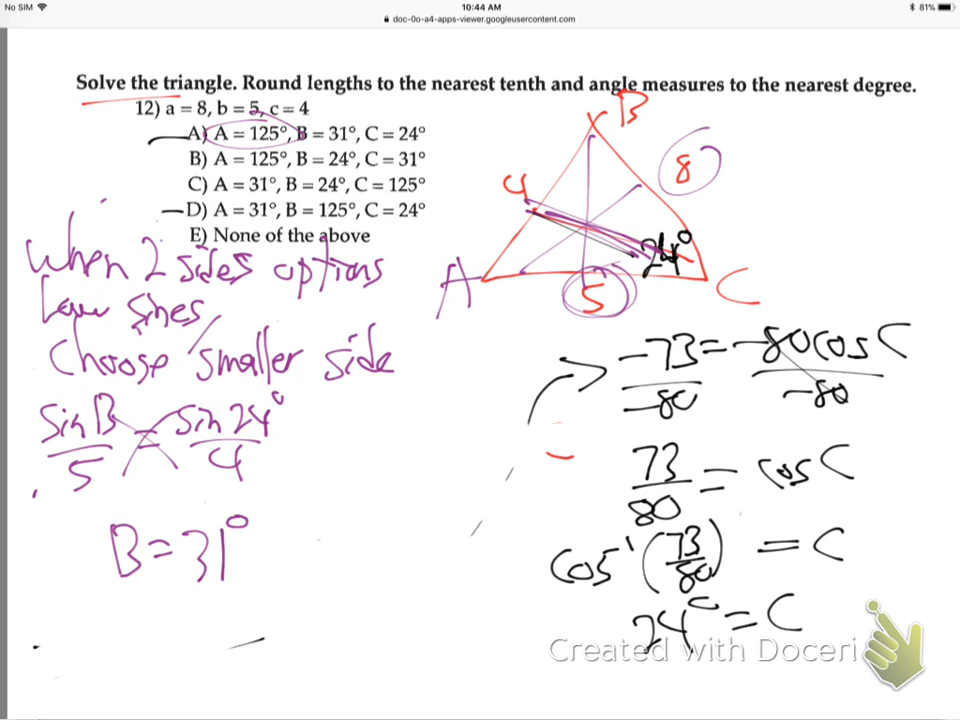 No SIM 10:44 AM 81%
doc-0o-a4-apps-viewer.googleusercontent.com
Solve the triangle. Round lengths to the nearest tenth and angle measures to the nearest degree.
12) a = 8, b = 5, c = 4
A) A = 125°, B = 31°, C = 24°
B) A = 125°, B = 24°, C = 31°
C) A = 31°, B = 24°, C = 125°
D) A = 31°, B = 125°, C = 24°
E) None of the above
B
8
4
24°
A
5
C
When 2 sides options
Law sines
Choose smaller side
sin B / 5 = sin 24° / 4
B = 31°
-73 / -80 = -80 cos C / -80
73 / 80 = cos C
cos⁻¹ (73/80) = C
24° = C
Created with Doceri